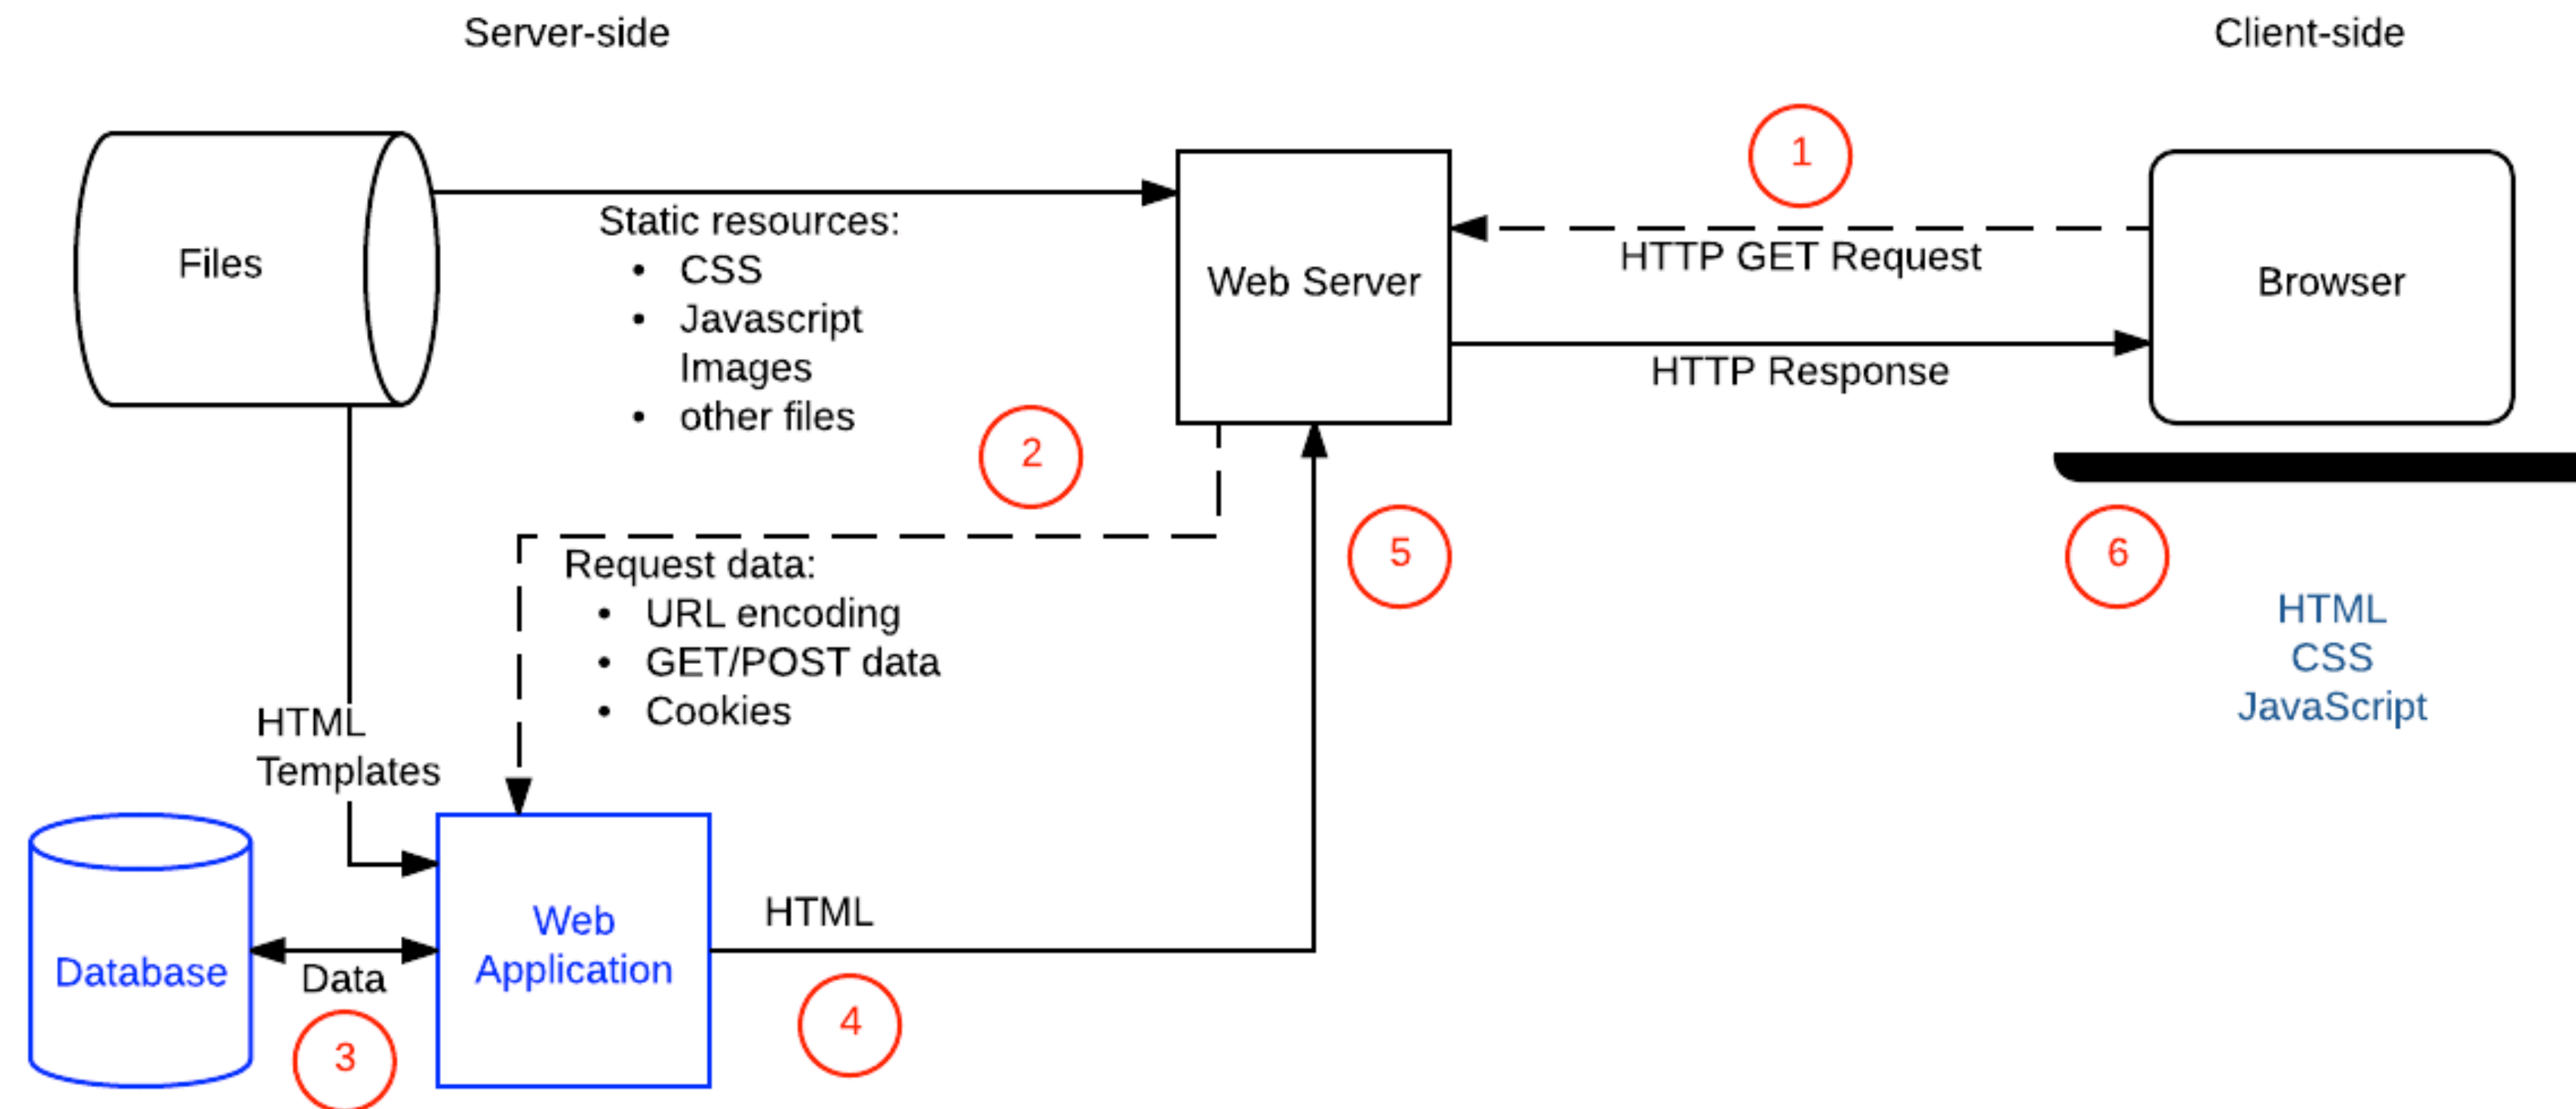 Server-side
Client-side
Files
Static resources:
• CSS
• Javascript
Images
• other files
Web Server
1
HTTP GET Request
HTTP Response
Browser
2
Request data:
• URL encoding
• GET/POST data
• Cookies
5
6
HTML
CSS
JavaScript
HTML
Templates
Database
Data
3
Web
Application
HTML
4